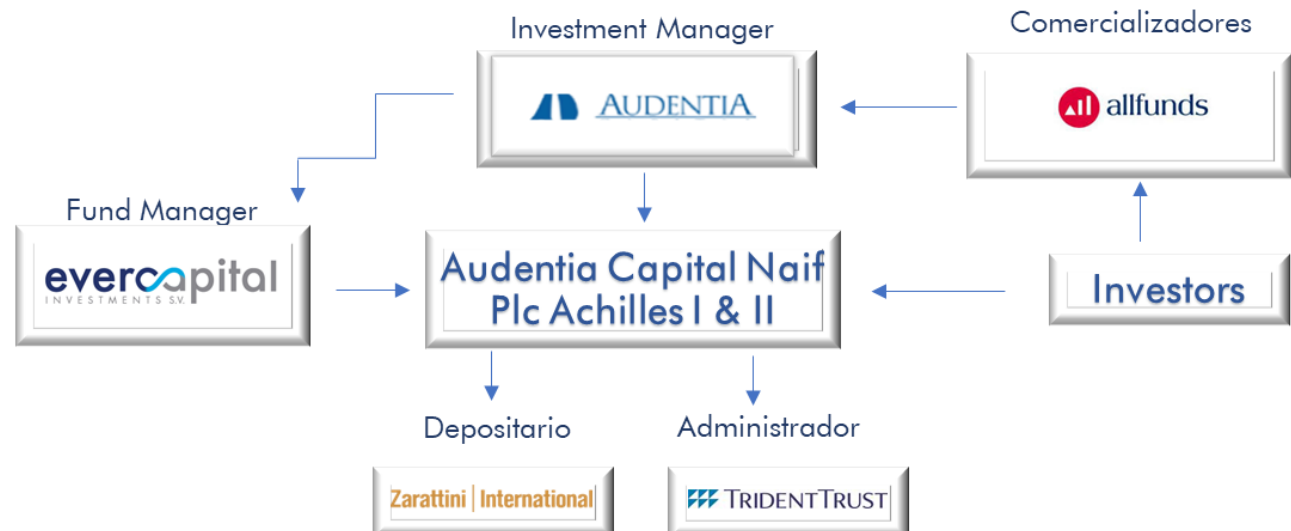 Investment Manager
Comercializadores
AUDENTIA
allfunds
Fund Manager
evercapital
INVESTMENTS S.V.
Audentia Capital Naif
Plc Achilles I & II
Investors
Depositario
Administrador
Zarattini International
TRIDENTTRUST